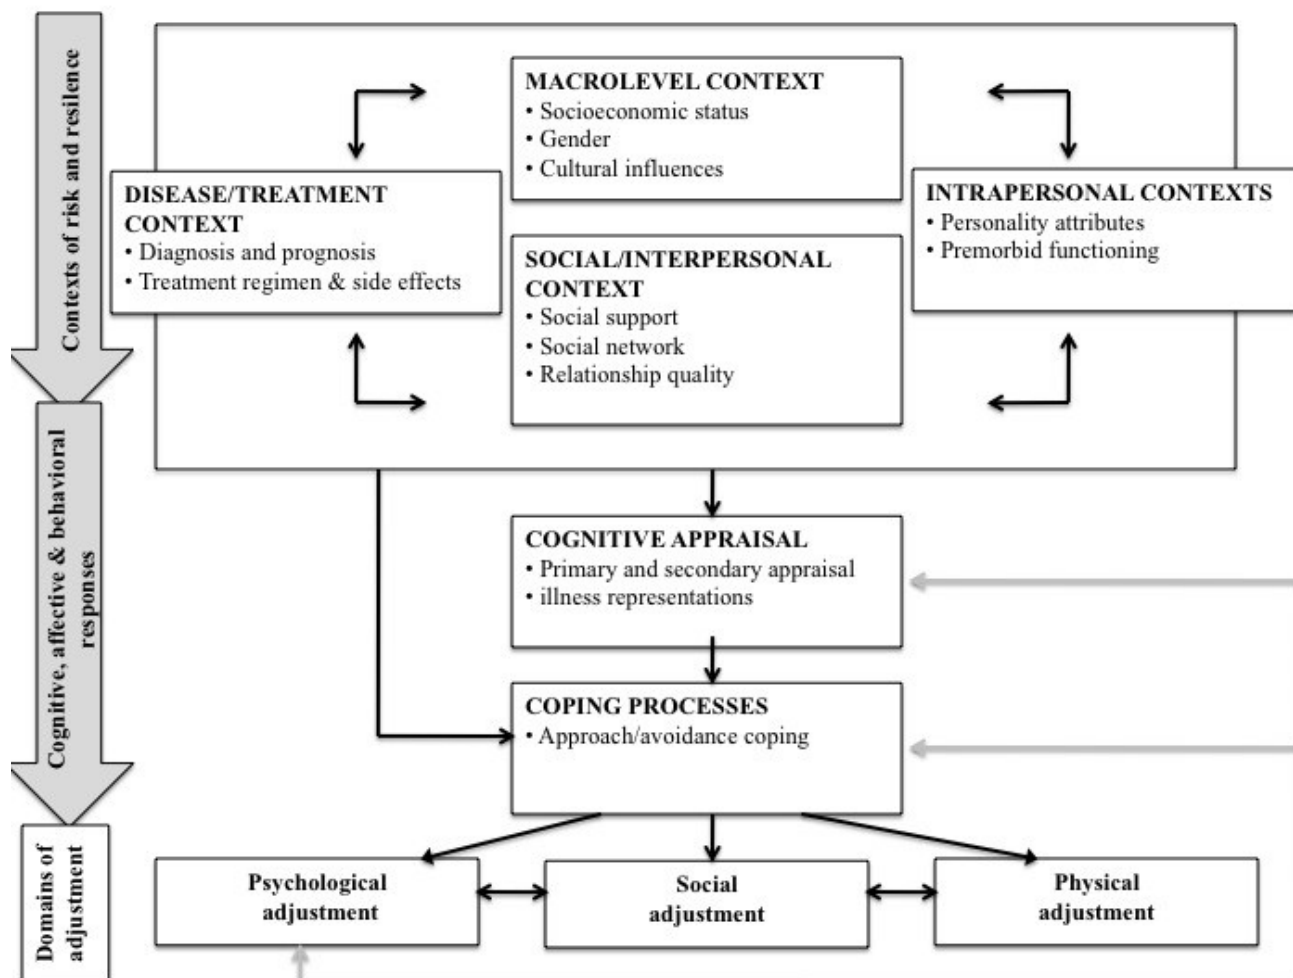 Contexts of risk and resilence
MACROLEVEL CONTEXT
• Socioeconomic status
• Gender
• Cultural influences
DISEASE/TREATMENT
CONTEXT
• Diagnosis and prognosis
• Treatment regimen & side effects
SOCIAL/INTERPERSONAL
CONTEXT
• Social support
• Social network
• Relationship quality
INTRAPERSONAL CONTEXTS
• Personality attributes
• Premorbid functioning
Cognitive, affective & behavioral
responses
COGNITIVE APPRAISAL
• Primary and secondary appraisal
• illness representations
COPING PROCESSES
• Approach/avoidance coping
Domains of
adjustment
Psychological
adjustment
Social
adjustment
Physical
adjustment